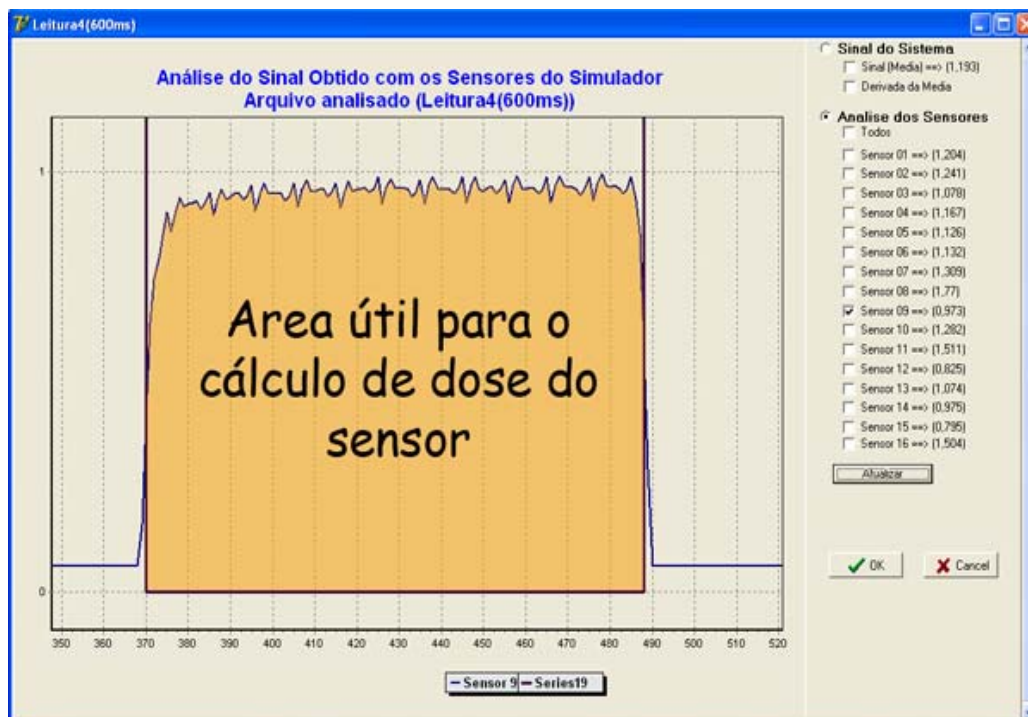 Leitura4(600ms)
Análise do Sinal Obtido com os Sensores do Simulador
Arquivo analisado (Leitura4(600ms))
1
0
Area útil para o
cálculo de dose do
sensor
350 360 370 380 390 400 410 420 430 440 450 460 470 480 490 500 510 520
Sensor 9 Series19
Sinal do Sistema
Sinal (Media) ==> (1,193)
Derivada da Media
Analise dos Sensores
Todos
Sensor 01 ==> (1,204)
Sensor 02 ==> (1,241)
Sensor 03 ==> (1,078)
Sensor 04 ==> (1,167)
Sensor 05 ==> (1,126)
Sensor 06 ==> (1,132)
Sensor 07 ==> (1,309)
Sensor 08 ==> (1,77)
Sensor 09 ==> (0,973)
Sensor 10 ==> (1,282)
Sensor 11 ==> (1,511)
Sensor 12 ==> (0,825)
Sensor 13 ==> (1,074)
Sensor 14 ==> (0,975)
Sensor 15 ==> (0,795)
Sensor 16 ==> (1,504)
Atualizar
OK Cancel